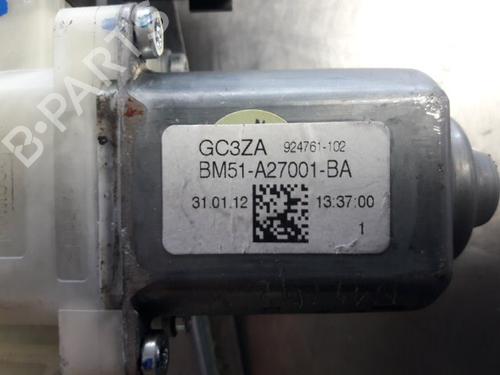 B-PARTS
GC3ZA 924761-102
BM51-A27001-BA
31.01.12 13:37:00
1